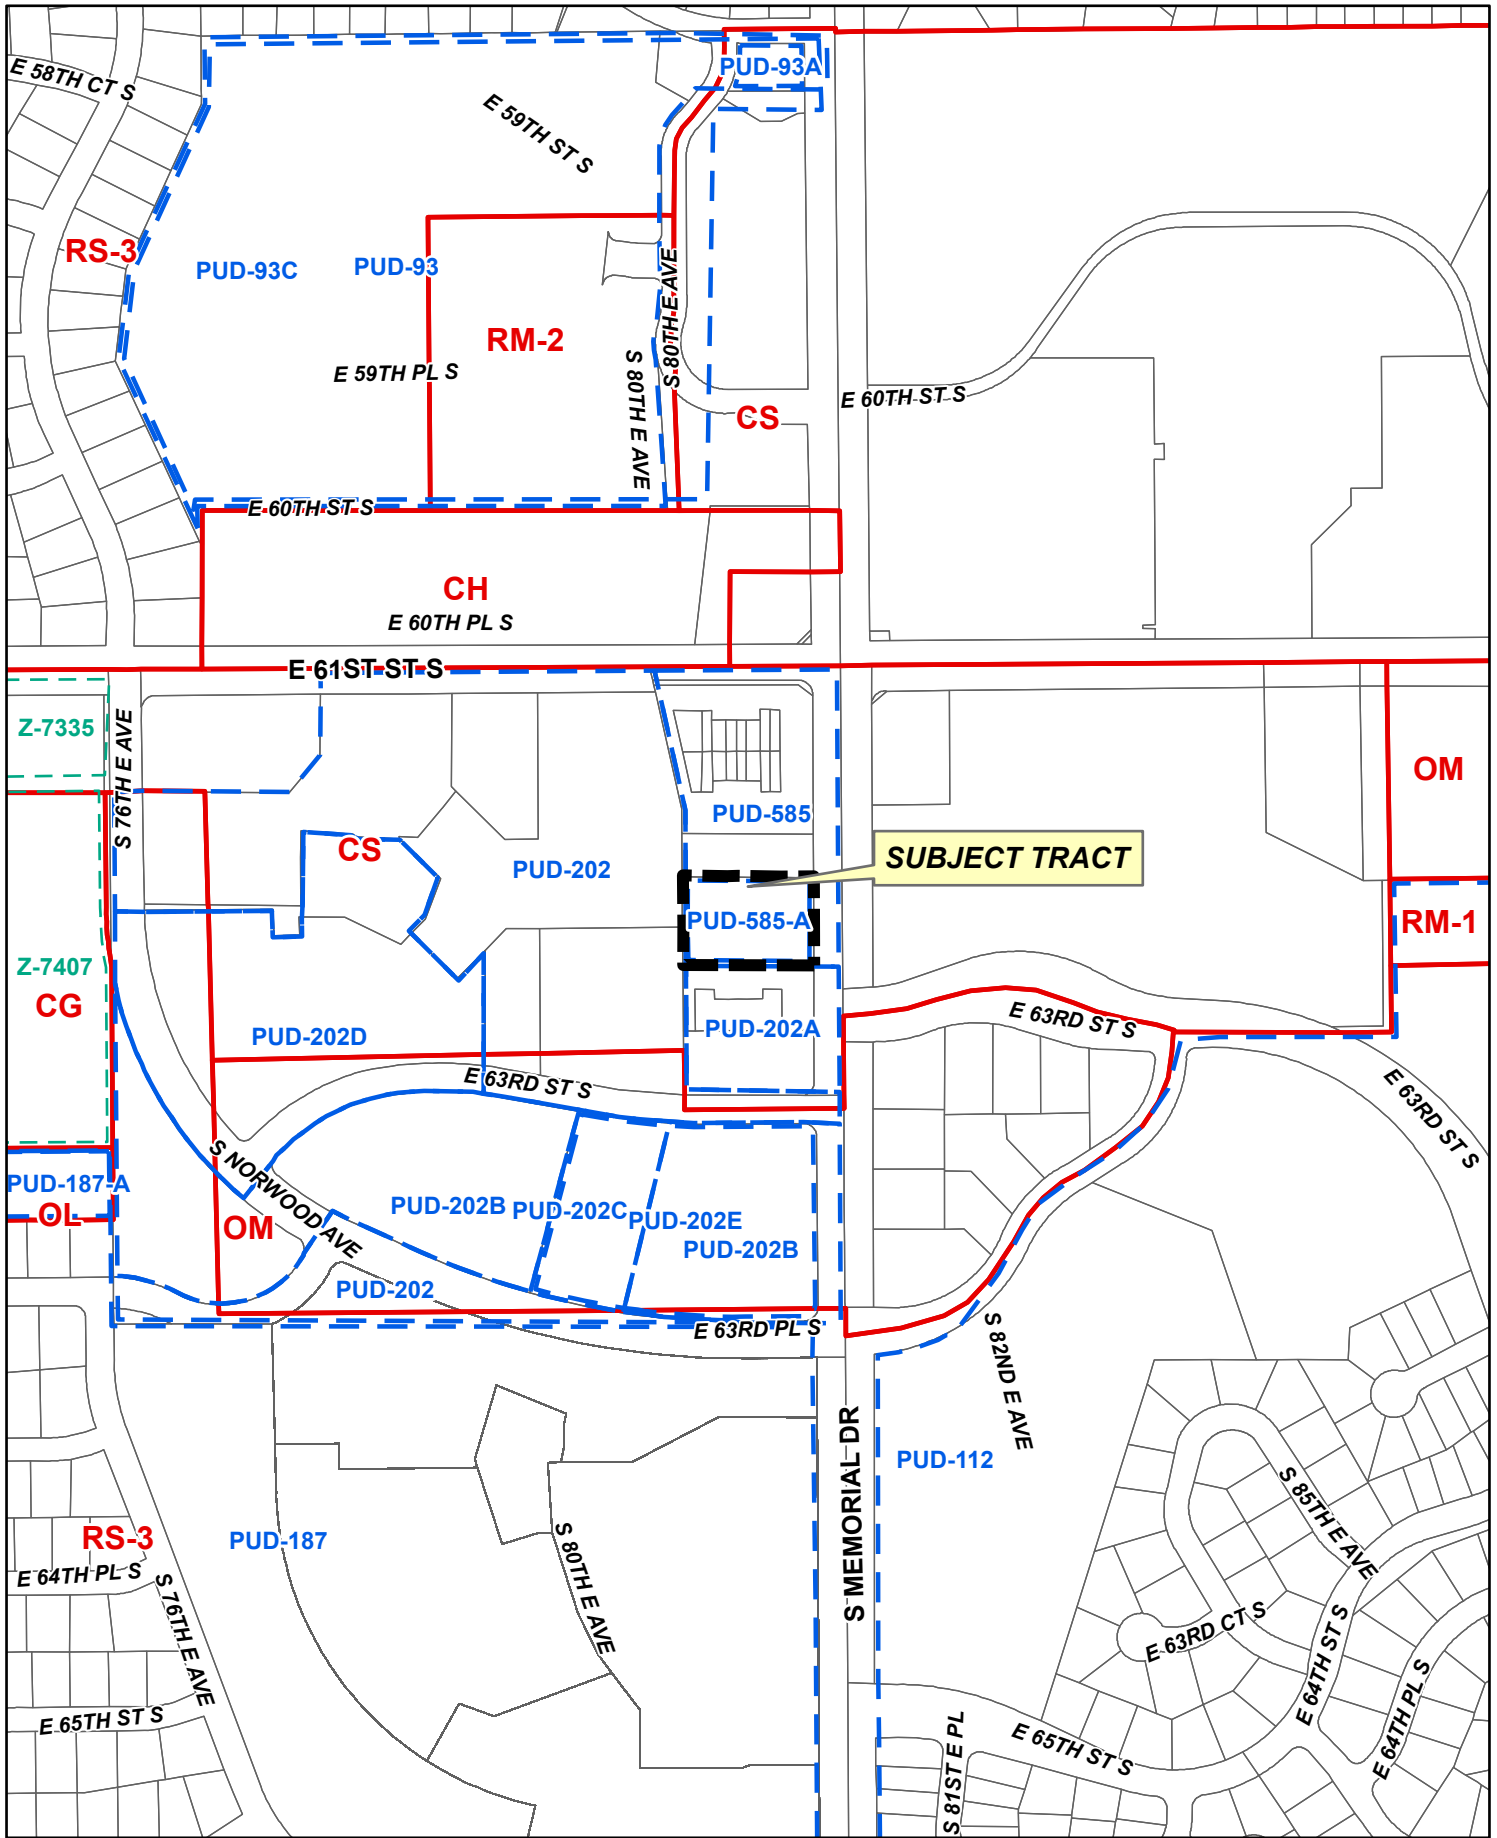 E 58TH CT S
PUD-93A
E 59TH ST S
RS-3
PUD-93C
PUD-93
RM-2
S 80TH E AVE
E 59TH PL S
S 80TH E AVE
E 60TH ST S
CS
E 60TH ST S
CH
E 60TH PL S
E 61ST ST S
Z-7335
S 76TH E AVE
OM
PUD-585
CS
SUBJECT TRACT
PUD-202
PUD-585-A
RM-1
Z-7407
CG
PUD-202D
PUD-202A
E 63RD ST S
E 63RD ST S
E 63RD ST S
PUD-187-A
OL
S NORWOOD AVE
OM
PUD-202B
PUD-202C
PUD-202E
PUD-202B
PUD-202
E 63RD PL S
S 82ND E AVE
S MEMORIAL DR
PUD-112
S 85TH E AVE
RS-3
PUD-187
E 64TH PL S
S 76TH E AVE
S 80TH E AVE
E 63RD CT S
E 64TH ST S
E 64TH PL S
E 65TH ST S
S 81ST E PL
E 65TH ST S